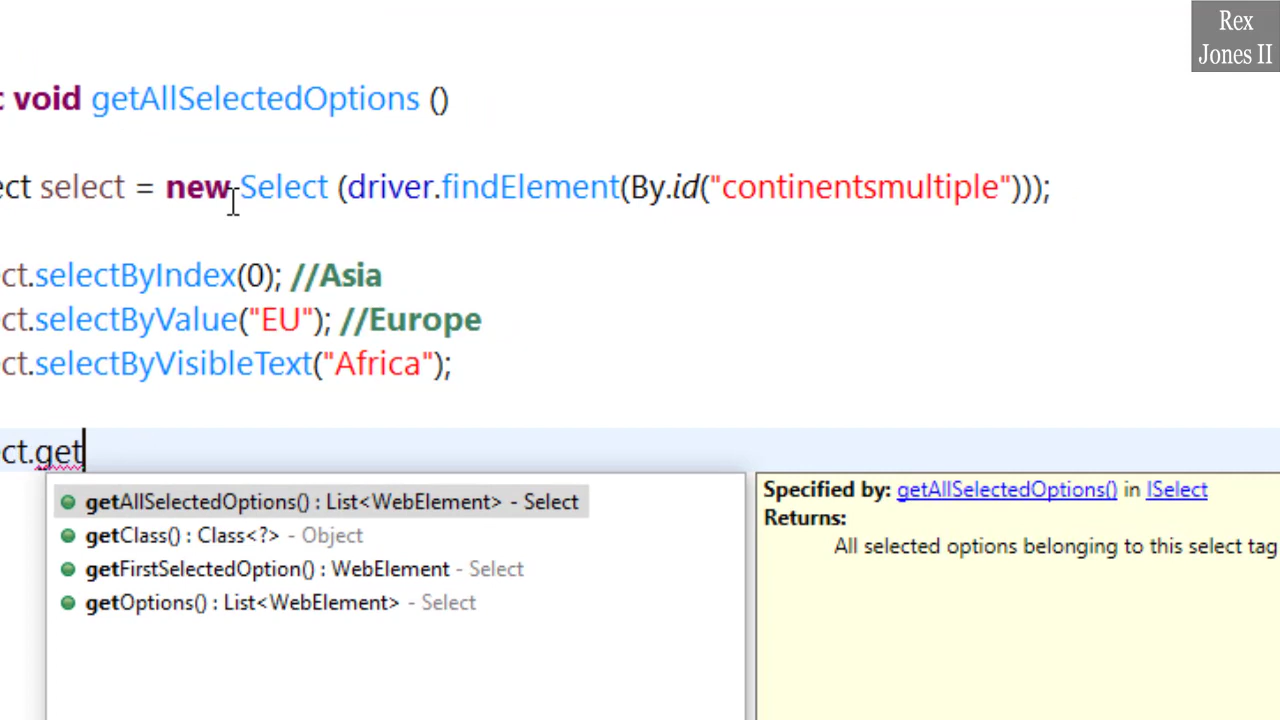 Rex
Jones II
c void getAllSelectedOptions ()
ect select = new Select (driver.findElement(By.id("continentsmultiple")));
ct.selectByIndex(0); //Asia
ct.selectByValue("EU"); //Europe
ct.selectByVisibleText("Africa");
ct.get
getAllSelectedOptions() : List<WebElement> - Select
getClass() : Class<?> - Object
getFirstSelectedOption() : WebElement - Select
getOptions() : List<WebElement> - Select
Specified by: getAllSelectedOptions() in ISelect
Returns:
All selected options belonging to this select tag